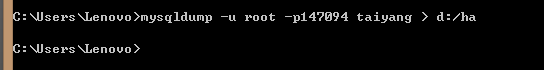 C:\Users\Lenovo>mysqldump -u root -p147094 taiyang > d:/ha
C:\Users\Lenovo>